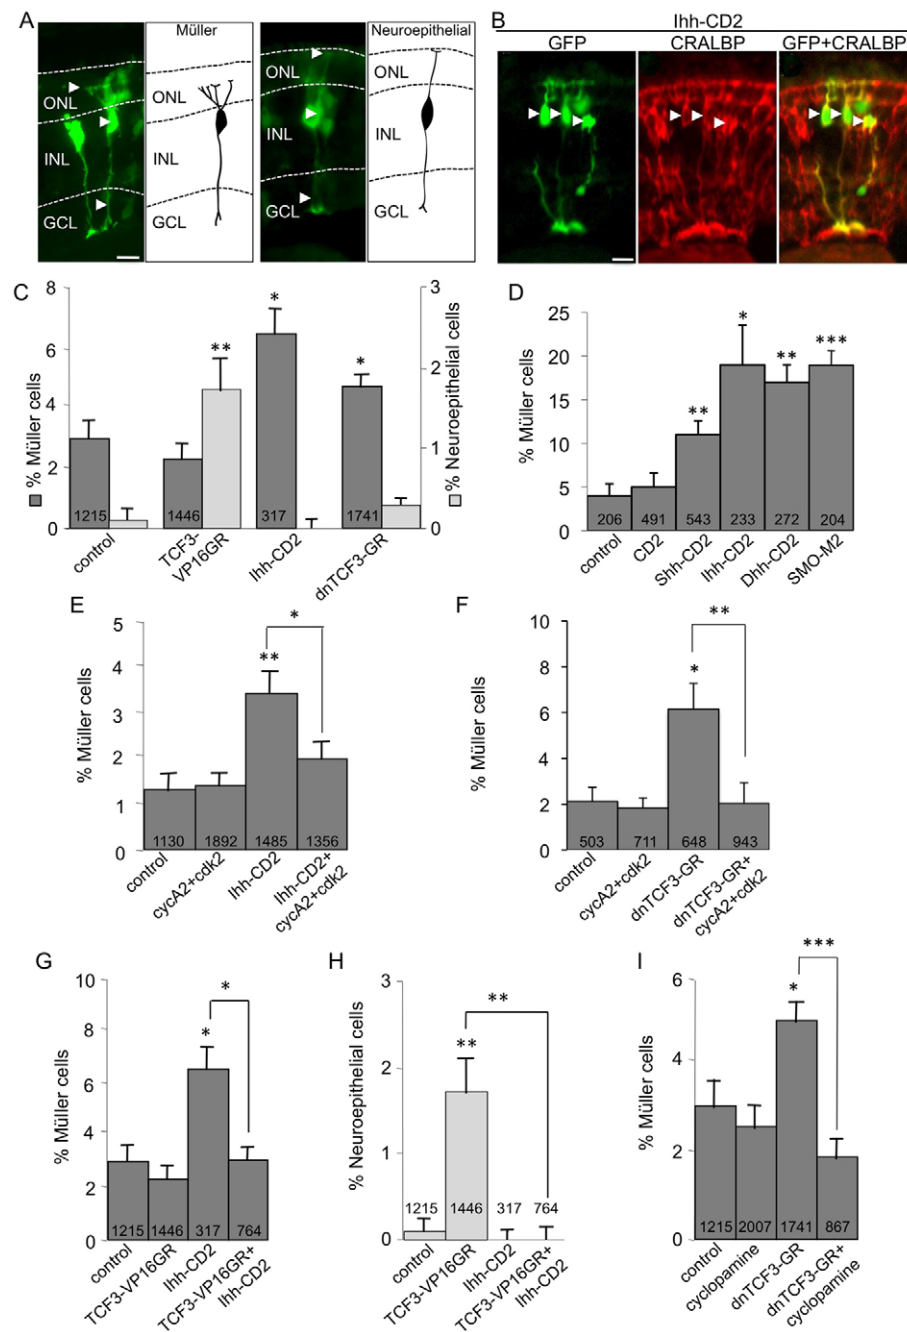 A
Müller
Neuroepithelial
ONL
INL
GCL
ONL
ONL
INL
INL
GCL
GCL
ONL
INL
GCL
B
Ihh-CD2
GFP
CRALBP
GFP+CRALBP
C
% Müller cells
8
6
4
2
0
% Neuroepithelial cells
3
2
1
0
**
*
*
1215
1446
317
1741
control
TCF3-
VP16GR
Ihh-CD2
dnTCF3-GR
D
% Müller cells
25
20
15
10
5
0
**
*
**
***
206
491
543
233
272
204
control
CD2
Shh-CD2
Ihh-CD2
Dhh-CD2
SMO-M2
E
% Müller cells
5
4
3
2
1
0
*
**
1130
1892
1485
1356
control
cycA2+cdk2
Ihh-CD2
Ihh-CD2+
cycA2+cdk2
F
% Müller cells
10
8
6
4
2
0
**
*
503
711
648
943
control
cycA2+cdk2
dnTCF3-GR
dnTCF3-GR+
cycA2+cdk2
G
% Müller cells
10
8
6
4
2
0
*
*
1215
1446
317
764
control
TCF3-VP16GR
Ihh-CD2
TCF3-VP16GR+
Ihh-CD2
H
% Neuroepithelial cells
3
2
1
0
**
**
1215
1446
317
764
control
TCF3-VP16GR
Ihh-CD2
TCF3-VP16GR+
Ihh-CD2
I
% Müller cells
6
4
2
0
***
*
1215
2007
1741
867
control
cyclopamine
dnTCF3-GR
dnTCF3-GR+
cyclopamine